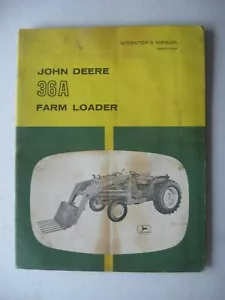 OPERATOR'S MANUAL
JOHN DEERE
36A
FARM LOADER